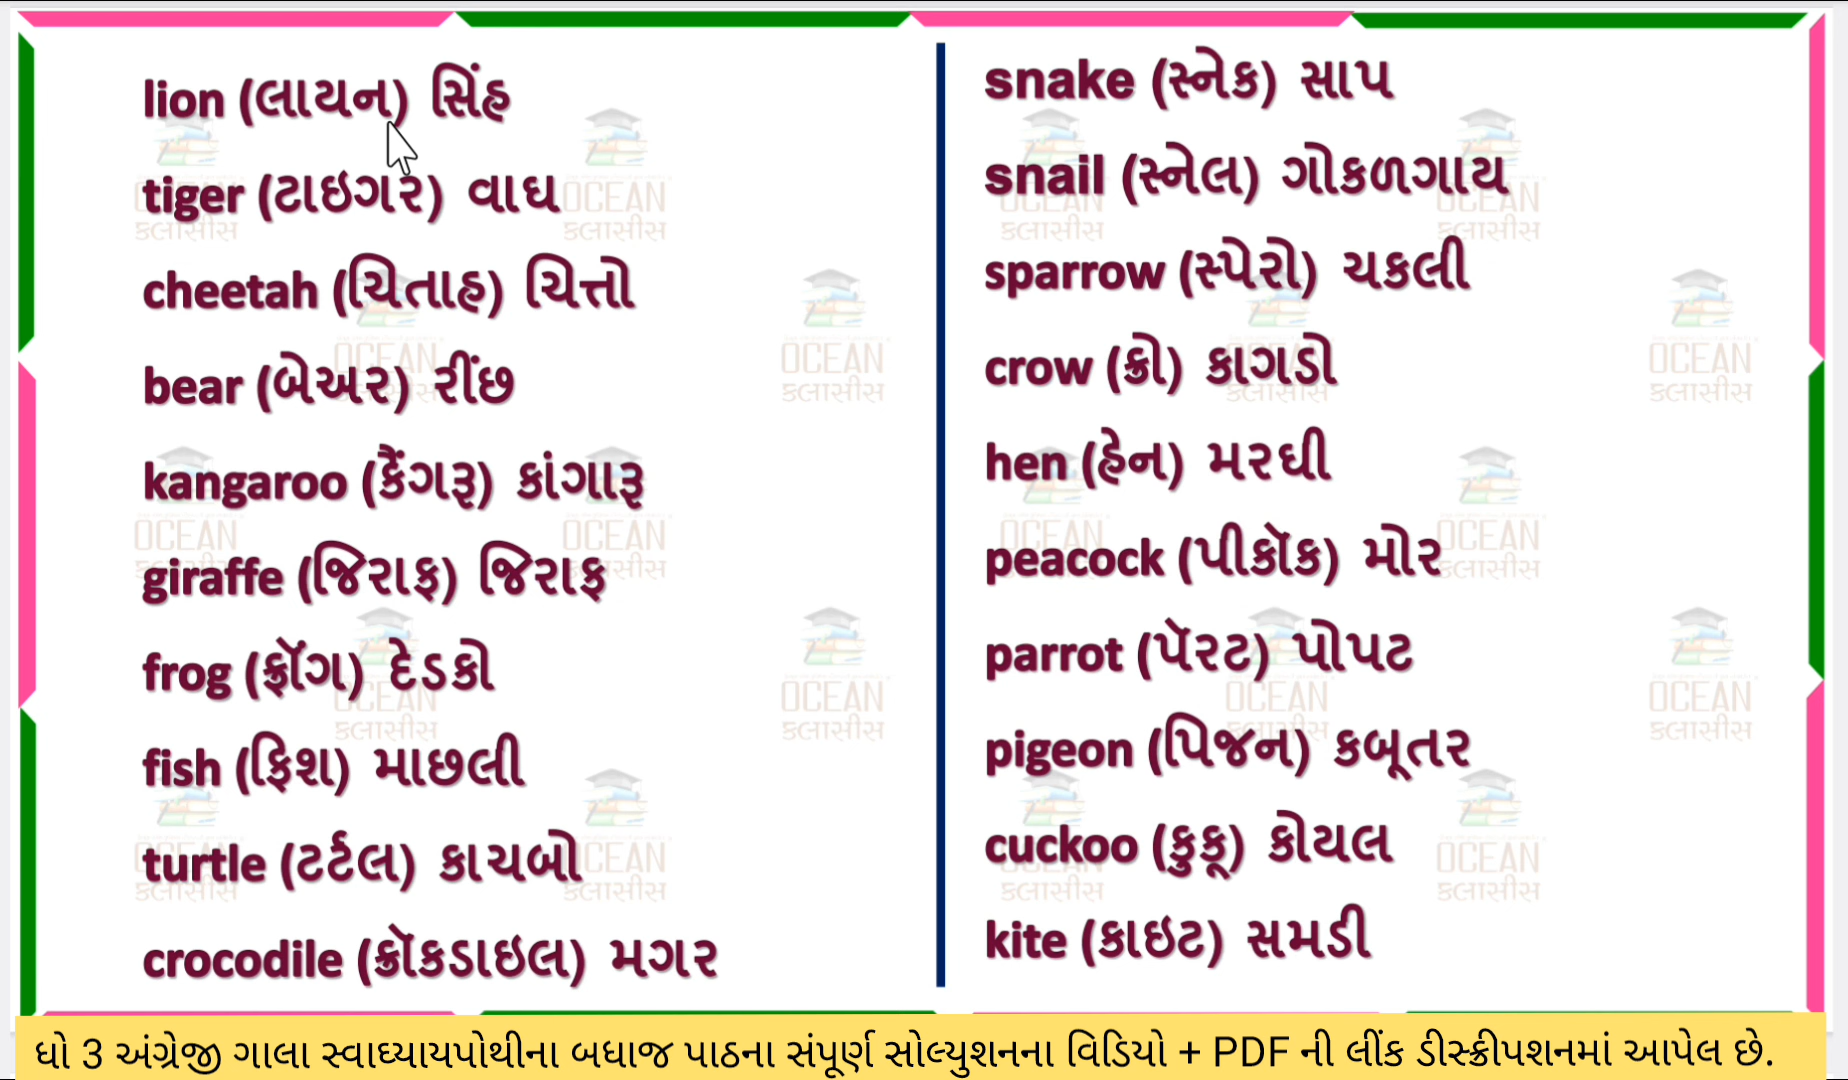 lion (લાયન) સિંહ
tiger (ટાઇગર) વાઘ
cheetah (ચિતાહ) ચિત્તો
bear (બેઅર) રીંછ
kangaroo (કૅંગરૂ) કાંગારૂ
giraffe (જિરાફ) જિરાફ
frog (ફ્રૉગ) દેડકો
fish (ફિશ) માછલી
turtle (ટર્ટલ) કાચબો
crocodile (ક્રૉકડાઇલ) મગર
snake (સ્નેક) સાપ
snail (સ્નેલ) ગોકળગાય
sparrow (સ્પેરો) ચકલી
crow (ક્રો) કાગડો
hen (હેન) મરઘી
peacock (પીકૉક) મોર
parrot (પૅરટ) પોપટ
pigeon (પિજન) કબૂતર
cuckoo (કુકૂ) કોયલ
kite (કાઇટ) સમડી
OCEAN
ક્લાસીસ
ધો 3 અંગ્રેજી ગાલા સ્વાધ્યાયપોથીના બધાજ પાઠના સંપૂર્ણ સોલ્યુશનના વિડિયો + PDF ની લીંક ડીસ્ક્રીપશનમાં આપેલ છે.